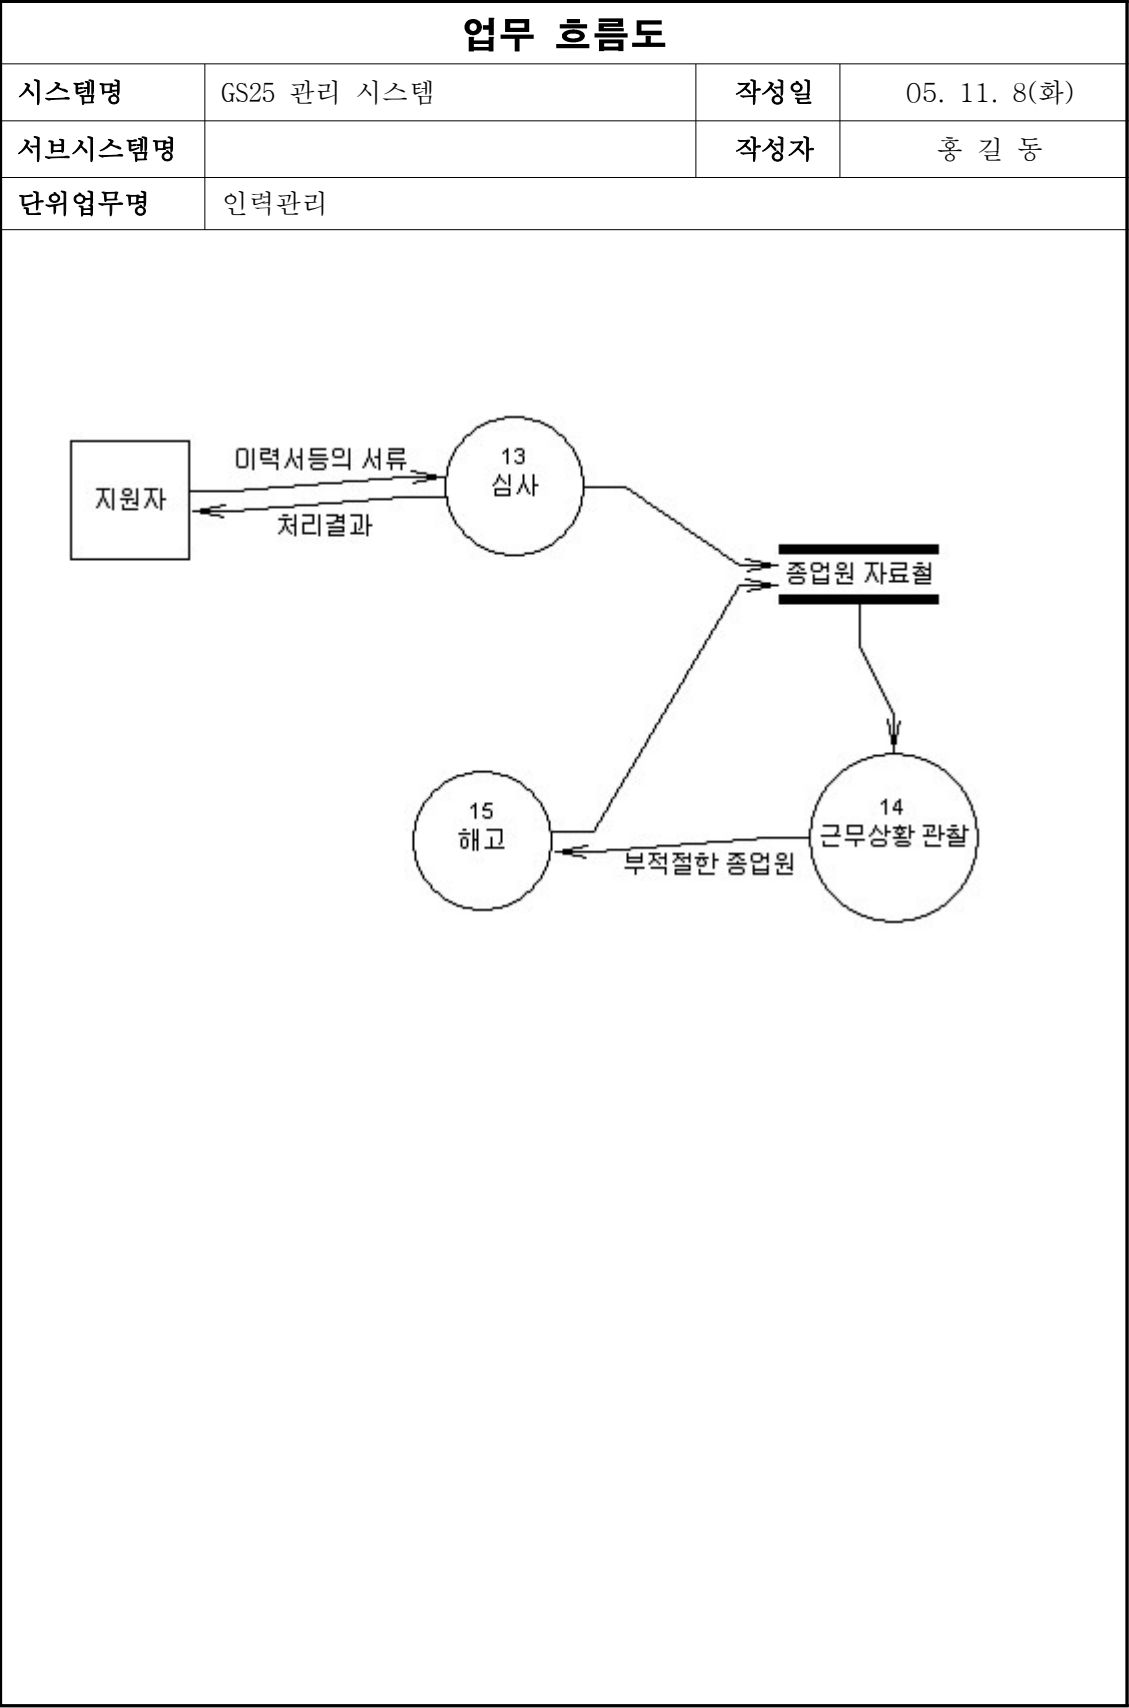 업무 흐름도
시스템명 GS25 관리 시스템 작성일 05. 11. 8(화)
서브시스템명 작성자 홍 길 동
단위업무명 인력관리
이력서등의 서류
13
심사
지원자
처리결과
종업원 자료철
15
해고
14
근무상황 관찰
부적절한 종업원